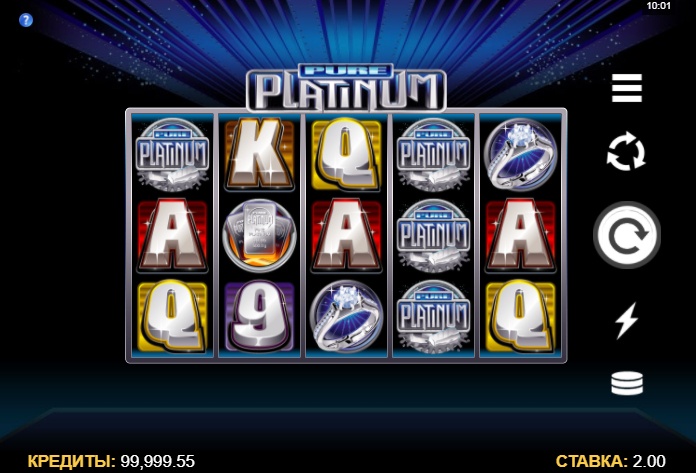 10:01
?
PURE
PLATINUM
PURE
PLATINUM
K
Q
PURE
PLATINUM
A
PLATINUM
A
PURE
PLATINUM
A
Q
9
PURE
PLATINUM
Q
КРЕДИТЫ: 99,999.55
СТАВКА: 2.00